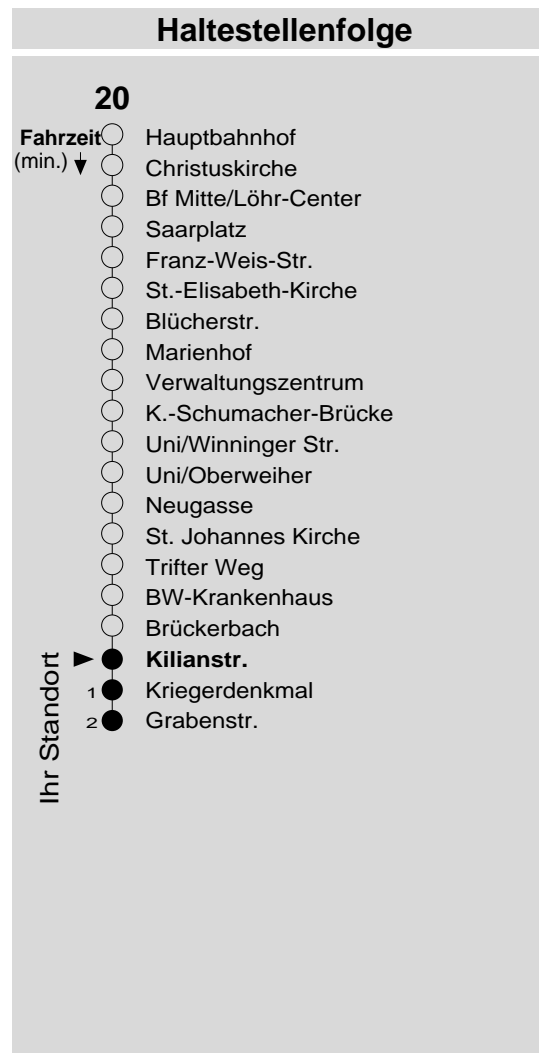 Haltestellenfolge
20
Fahrzeit
(min.)
Hauptbahnhof
Christuskirche
Bf Mitte/Löhr-Center
Saarplatz
Franz-Weis-Str.
St.-Elisabeth-Kirche
Blücherstr.
Marienhof
Verwaltungszentrum
K.-Schumacher-Brücke
Uni/Winninger Str.
Uni/Oberweiher
Neugasse
St. Johannes Kirche
Trifter Weg
BW-Krankenhaus
Brückerbach
Kilianstr.
1 Kriegerdenkmal
2 Grabenstr.
Ihr Standort